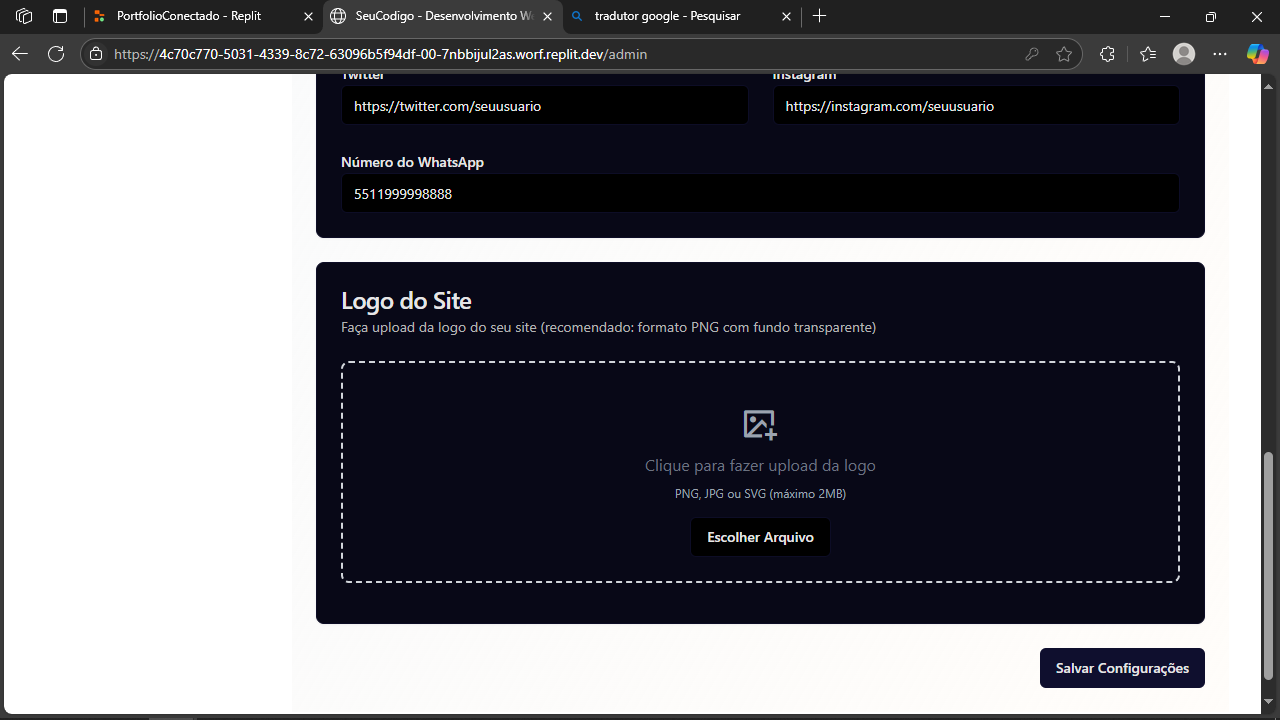 PortfolioConectado - Replit
SeuCodigo - Desenvolvimento W
tradutor google - Pesquisar
https://4c70c770-5031-4339-8c72-63096b5f94df-00-7nbbijul2as.worf.replit.dev/admin
Twitter
Instagram
https://twitter.com/seuusuario
https://instagram.com/seuusuario
Número do WhatsApp
5511999998888
Logo do Site
Faça upload da logo do seu site (recomendado: formato PNG com fundo transparente)
Clique para fazer upload da logo
PNG, JPG ou SVG (máximo 2MB)
Escolher Arquivo
Salvar Configurações